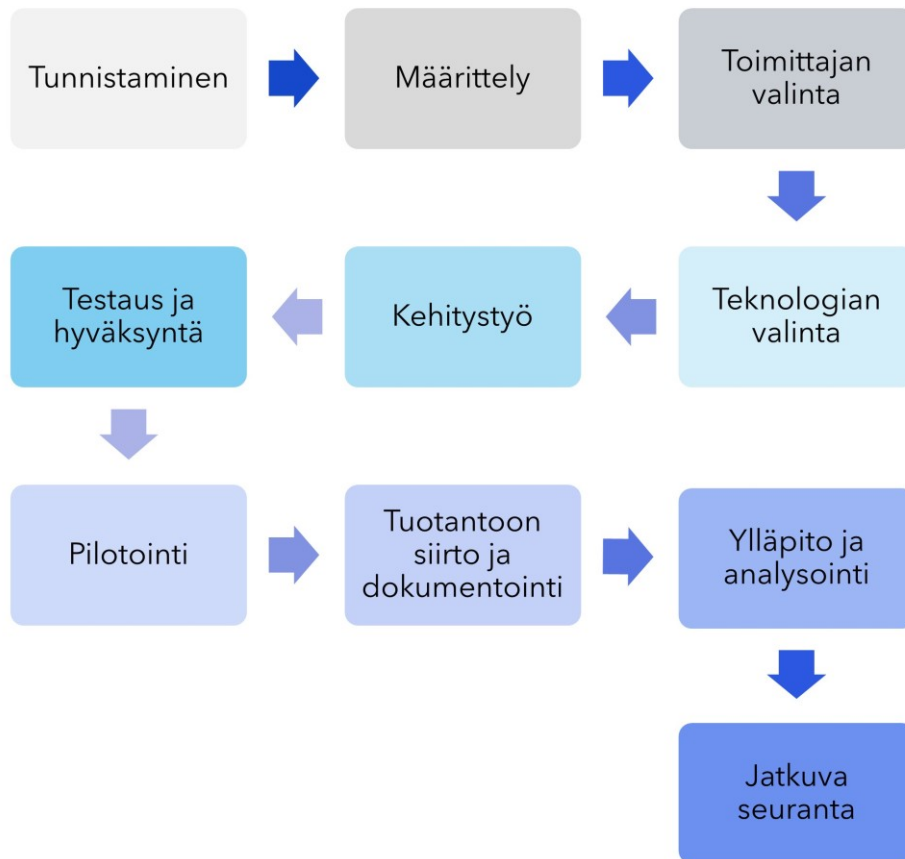 Tunnistaminen
Määrittely
Toimittajan
valinta
Teknologian
valinta
Kehitystyö
Testaus ja
hyväksyntä
Pilotointi
Tuotantoon
siirto ja
dokumentointi
Ylläpito ja
analysointi
Jatkuva
seuranta